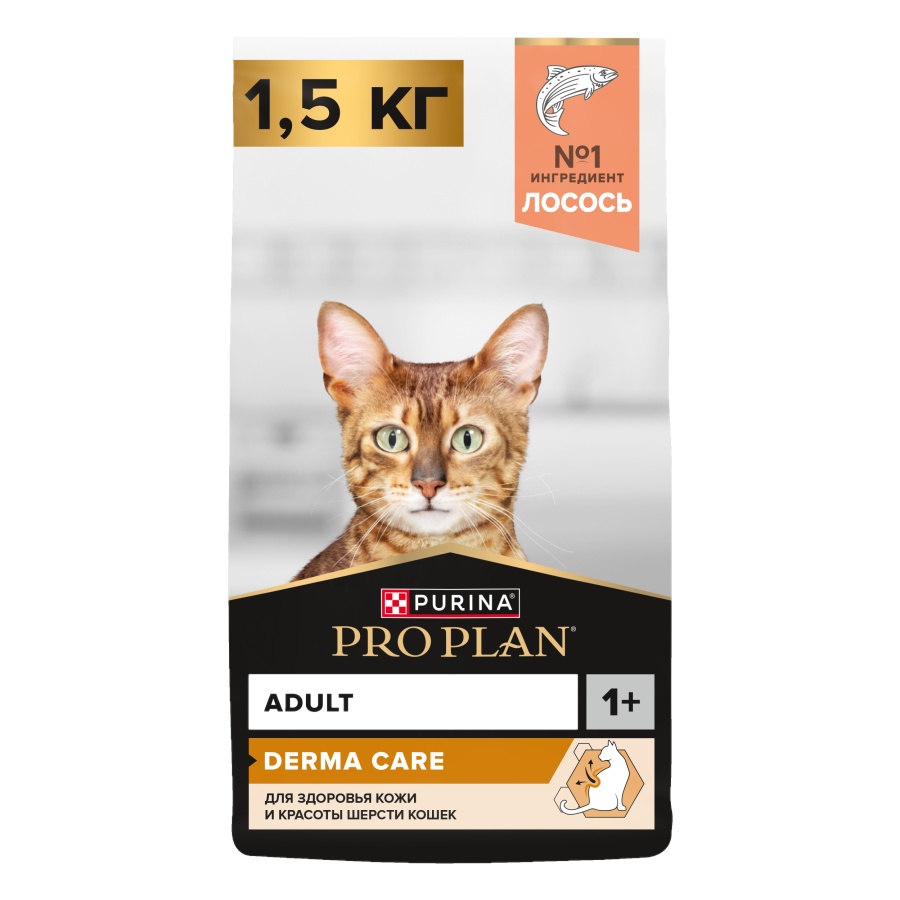 1,5 кг
№1
ИНГРЕДИЕНТ
ЛОСОСЬ
PURINA®
PRO PLAN®
ADULT
1+
DERMA CARE
ДЛЯ ЗДОРОВЬЯ КОЖИ
И КРАСОТЫ ШЕРСТИ КОШЕК